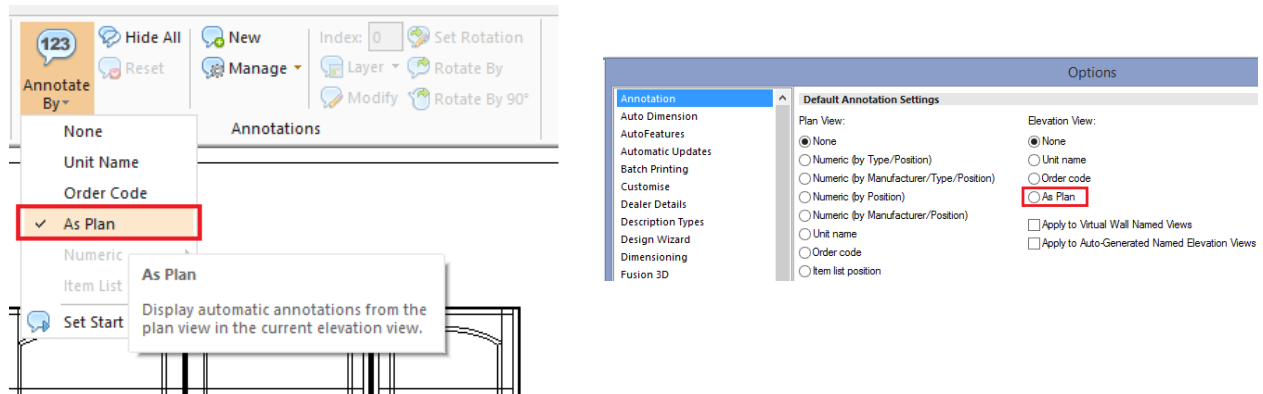 123
Annotate
By
Hide All
Reset
New
Manage
Index: 0
Layer
Modify
Set Rotation
Rotate By
Rotate By 90°
Annotations
None
Unit Name
Order Code
As Plan
Numeric
Item List
Set Start
As Plan
Display automatic annotations from the
plan view in the current elevation view.
Options
Annotation
Auto Dimension
AutoFeatures
Automatic Updates
Batch Printing
Customise
Dealer Details
Description Types
Design Wizard
Dimensioning
Fusion 3D
Default Annotation Settings
Plan View:
None
Numeric (by Type/Position)
Numeric (by Manufacturer/Type/Position)
Numeric (by Position)
Numeric (by Manufacturer/Position)
Unit name
Order code
Item list position
Elevation View:
None
Unit name
Order code
As Plan
Apply to Virtual Wall Named Views
Apply to Auto-Generated Named Elevation Views